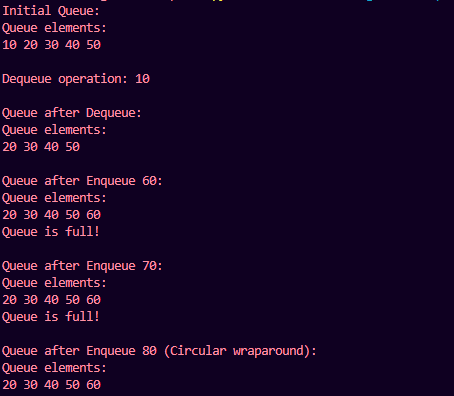 Initial Queue:
Queue elements:
10 20 30 40 50
Dequeue operation: 10
Queue after Dequeue:
Queue elements:
20 30 40 50
Queue after Enqueue 60:
Queue elements:
20 30 40 50 60
Queue is full!
Queue after Enqueue 70:
Queue elements:
20 30 40 50 60
Queue is full!
Queue after Enqueue 80 (Circular wraparound):
Queue elements:
20 30 40 50 60